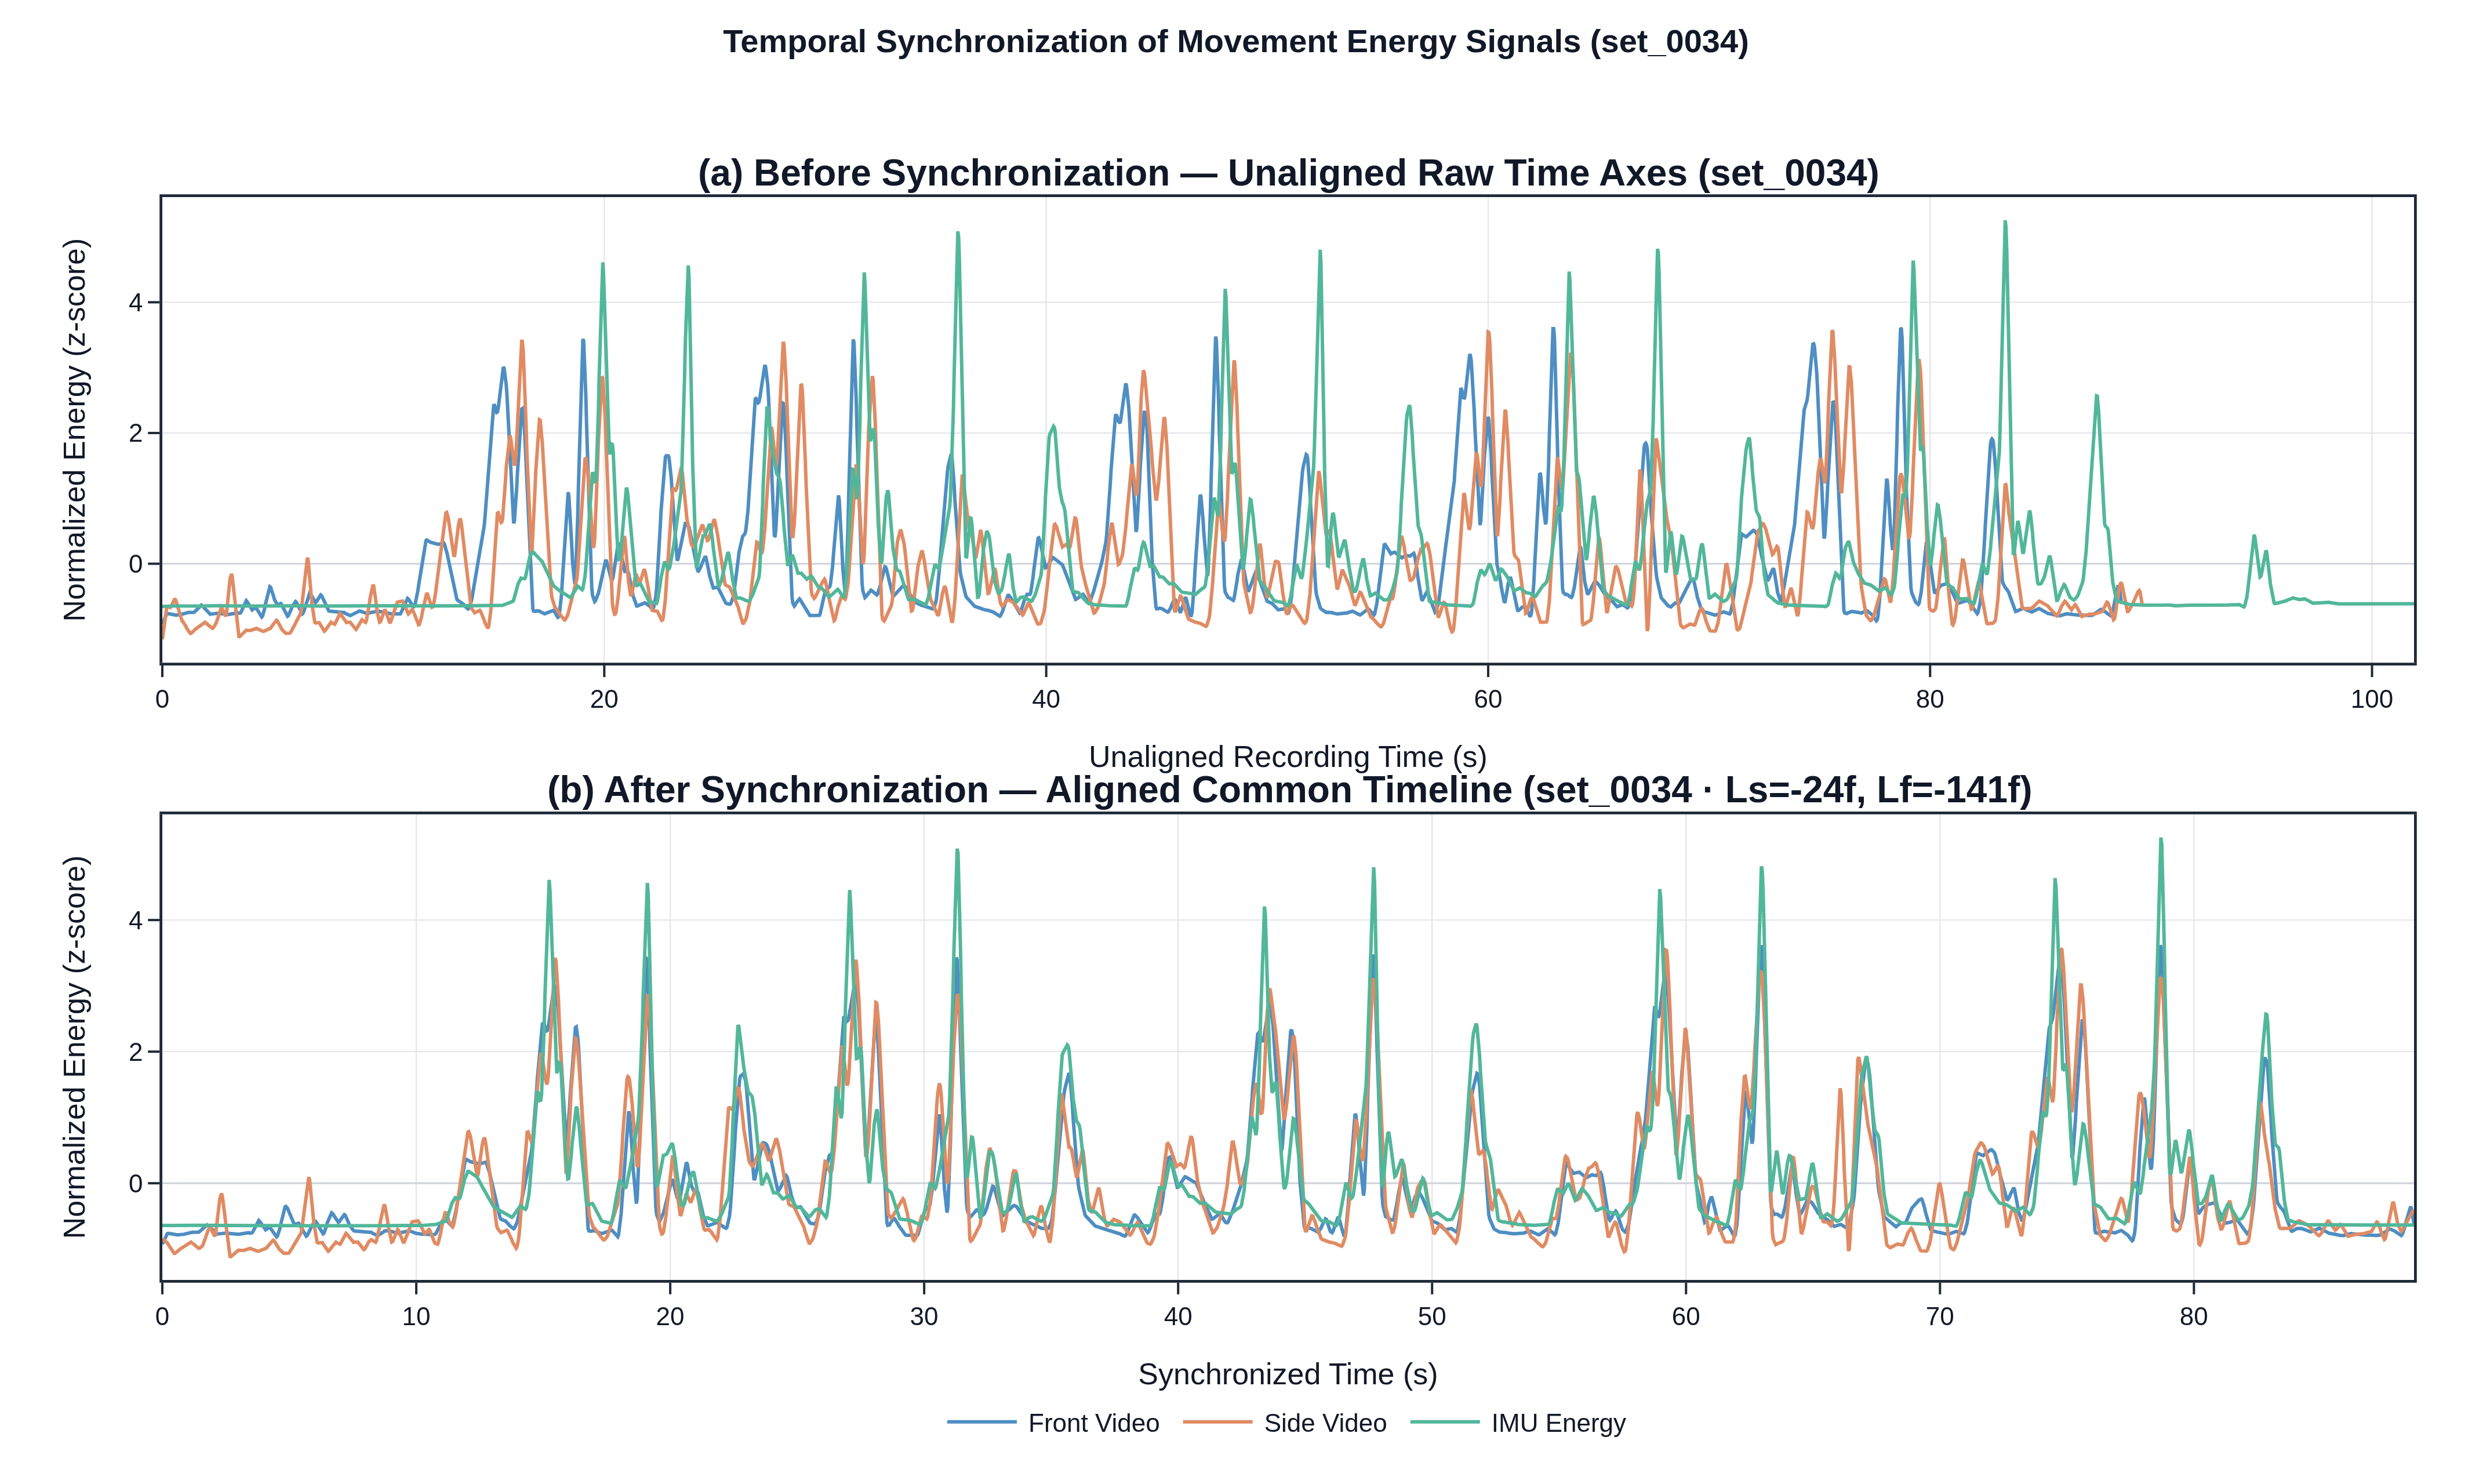 Temporal Synchronization of Movement Energy Signals (set_0034)
(a) Before Synchronization — Unaligned Raw Time Axes (set_0034)
Normalized Energy (z-score)
4
2
0
0 20 40 60 80 100
Unaligned Recording Time (s)
(b) After Synchronization — Aligned Common Timeline (set_0034 · Ls=-24f, Lf=-141f)
Normalized Energy (z-score)
4
2
0
0 10 20 30 40 50 60 70 80
Synchronized Time (s)
Front Video Side Video IMU Energy